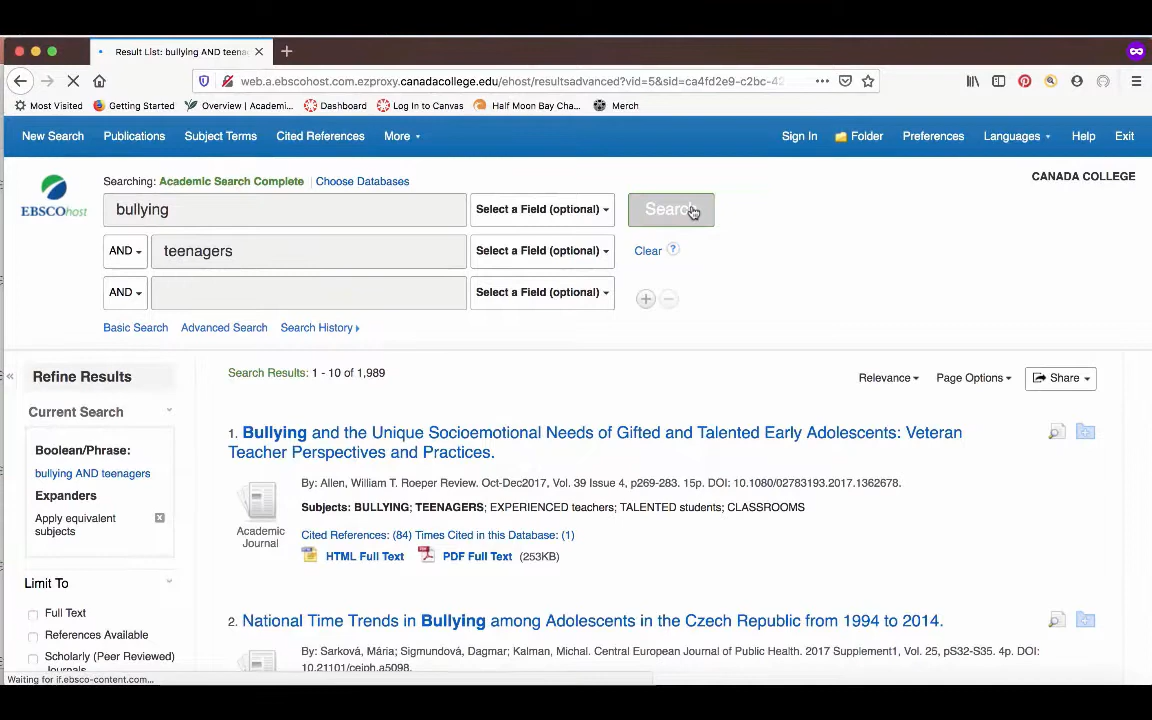 Result List: bullying AND teena
web.a.ebscohost.com.ezproxy.canadacollege.edu/ehost/resultsadvanced?vid=5&sid=ca4fd2e9-c2bc-42
Most Visited Getting Started Overview | Academi... Dashboard Log In to Canvas Half Moon Bay Cha... Merch
New Search Publications Subject Terms Cited References More Sign In Folder Preferences Languages Help Exit
Searching: Academic Search Complete | Choose Databases CANADA COLLEGE
EBSCOhost
bullying Select a Field (optional) Search
AND teenagers Select a Field (optional) Clear ?
AND Select a Field (optional)
Basic Search Advanced Search Search History
Refine Results
Current Search
Boolean/Phrase:
bullying AND teenagers
Expanders
Apply equivalent
subjects
Limit To
Full Text
References Available
Scholarly (Peer Reviewed)
Journals
Search Results: 1 - 10 of 1,989 Relevance Page Options Share
1. Bullying and the Unique Socioemotional Needs of Gifted and Talented Early Adolescents: Veteran
Teacher Perspectives and Practices.
By: Allen, William T. Roeper Review. Oct-Dec2017, Vol. 39 Issue 4, p269-283. 15p. DOI: 10.1080/02783193.2017.1362678.
Subjects: BULLYING; TEENAGERS; EXPERIENCED teachers; TALENTED students; CLASSROOMS
Academic
Journal
Cited References: (84) Times Cited in this Database: (1)
HTML Full Text PDF Full Text (253KB)
2. National Time Trends in Bullying among Adolescents in the Czech Republic from 1994 to 2014.
By: Sarková, Mária; Sigmundová, Dagmar; Kalman, Michal. Central European Journal of Public Health. 2017 Supplement1, Vol. 25, pS32-S35. 4p. DOI:
10.21101/cejph.a5098.
Waiting for if.ebsco-content.com...